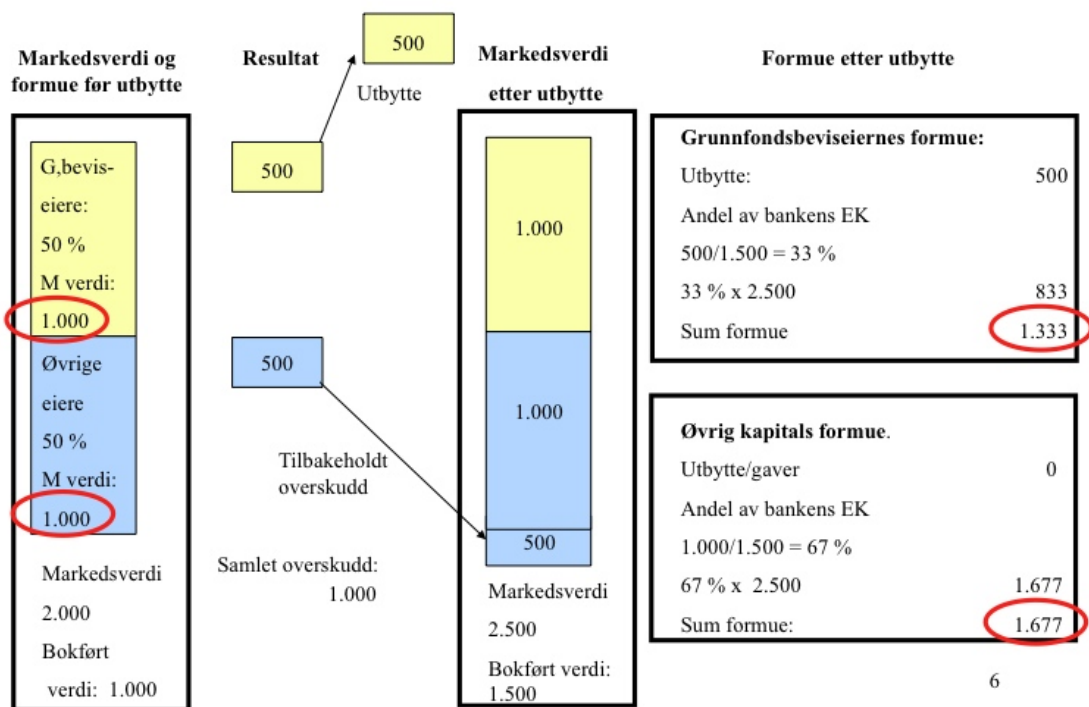 Markedsverdi og
formue før utbytte
G,bevis-
eiere:
50 %
M verdi:
1.000
Øvrige
eiere
50 %
M verdi:
1.000
Markedsverdi
2.000
Bokført
verdi: 1.000
Resultat
500
Utbytte
500
500
Tilbakeholdt
overskudd
Samlet overskudd:
1.000
Markedsverdi
etter utbytte
1.000
1.000
500
Markedsverdi
2.500
Bokført verdi:
1.500
Formue etter utbytte
Grunnfondsbeviseiernes formue:
Utbytte: 500
Andel av bankens EK
500/1.500 = 33 %
33 % x 2.500 833
Sum formue 1.333
Øvrig kapitals formue.
Utbytte/gaver 0
Andel av bankens EK
1.000/1.500 = 67 %
67 % x 2.500 1.677
Sum formue: 1.677
6